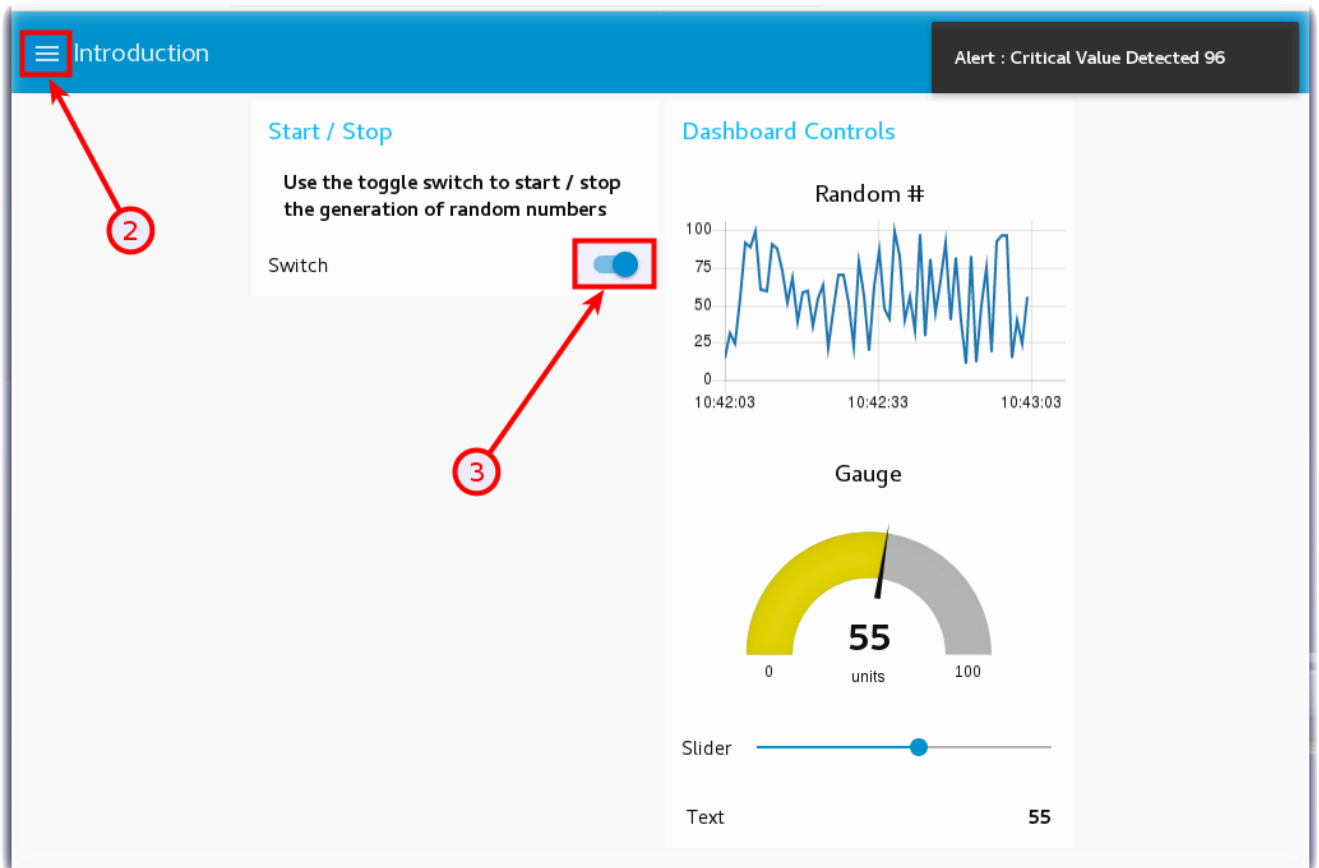 Introduction
Alert : Critical Value Detected 96
Start / Stop
Use the toggle switch to start / stop
the generation of random numbers
Switch
2
3
Dashboard Controls
Random #
100
75
50
25
0
10:42:03 10:42:33 10:43:03
Gauge
55
0 units 100
Slider
Text 55